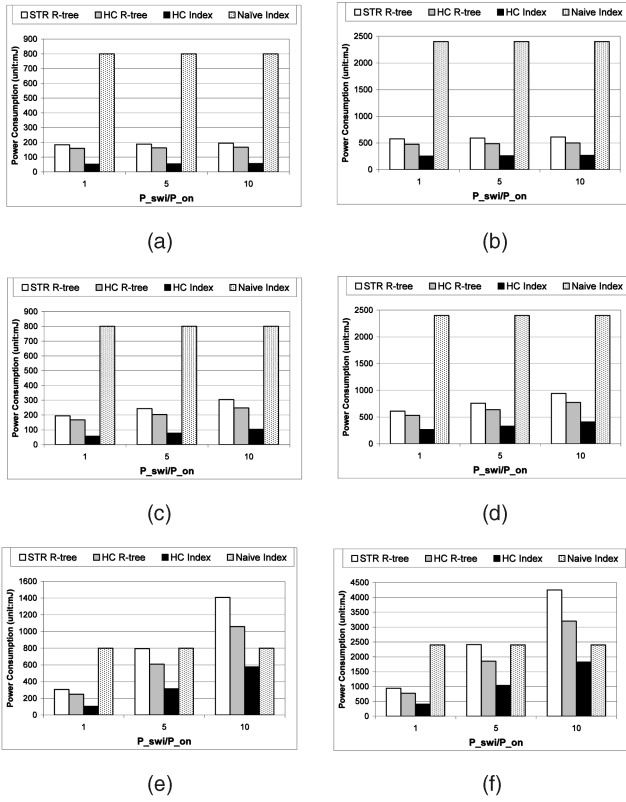 STR R-tree HC R-tree HC Index Naïve Index
Power Consumption (unit:mJ)
900
800
700
600
500
400
300
200
100
0
1 5 10
P_swi/P_on
(a)
STR R-tree HC R-tree HC Index Naive Index
Power Consumption (unit:mJ)
2500
2000
1500
1000
500
0
1 5 10
P_swi/P_on
(b)
STR R-tree HC R-tree HC Index Naive Index
Power Consumption (unit:mJ)
900
800
700
600
500
400
300
200
100
0
1 5 10
P_swi/P_on
(c)
STR R-tree HC R-tree HC Index Naive Index
Power Consumption (unit:mJ)
2500
2000
1500
1000
500
0
1 5 10
P_swi/P_on
(d)
STR R-tree HC R-tree HC Index Naive Index
Power Consumption (unit:mJ)
1600
1400
1200
1000
800
600
400
200
0
1 5 10
P_swi/P_on
(e)
STR R-tree HC R-tree HC Index Naive Index
Power Consumption (unit:mJ)
4500
4000
3500
3000
2500
2000
1500
1000
500
0
1 5 10
P_swi/P_on
(f)